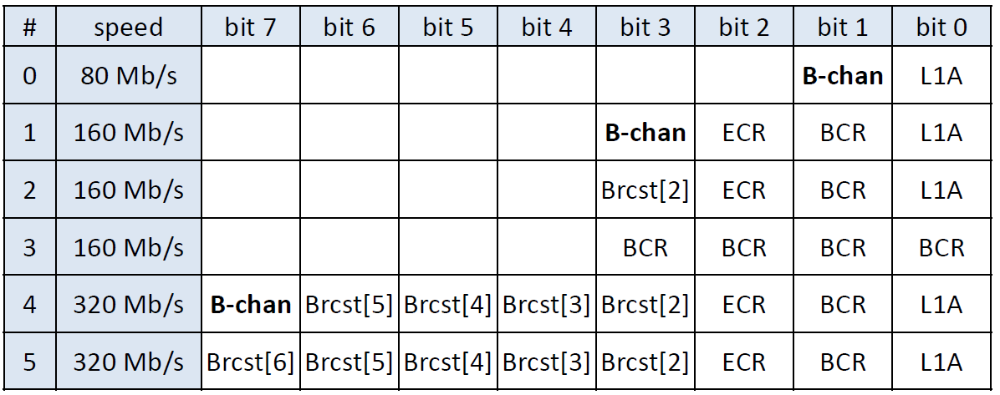 # speed bit 7 bit 6 bit 5 bit 4 bit 3 bit 2 bit 1 bit 0
0 80 Mb/s B-chan L1A
1 160 Mb/s B-chan ECR BCR L1A
2 160 Mb/s Brcst[2] ECR BCR L1A
3 160 Mb/s BCR BCR BCR BCR
4 320 Mb/s B-chan Brcst[5] Brcst[4] Brcst[3] Brcst[2] ECR BCR L1A
5 320 Mb/s Brcst[6] Brcst[5] Brcst[4] Brcst[3] Brcst[2] ECR BCR L1A